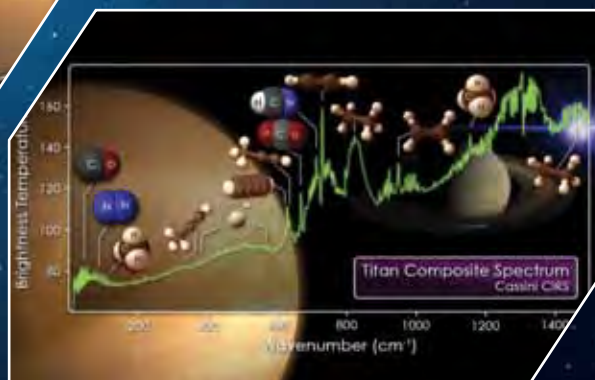 Brightness Temperature
160
140
120
100
80
C O
N N
H C N
O C O
Titan Composite Spectrum
Cassini CIRS
200
800
1000
1200
1400
Wavenumber (cm⁻¹)